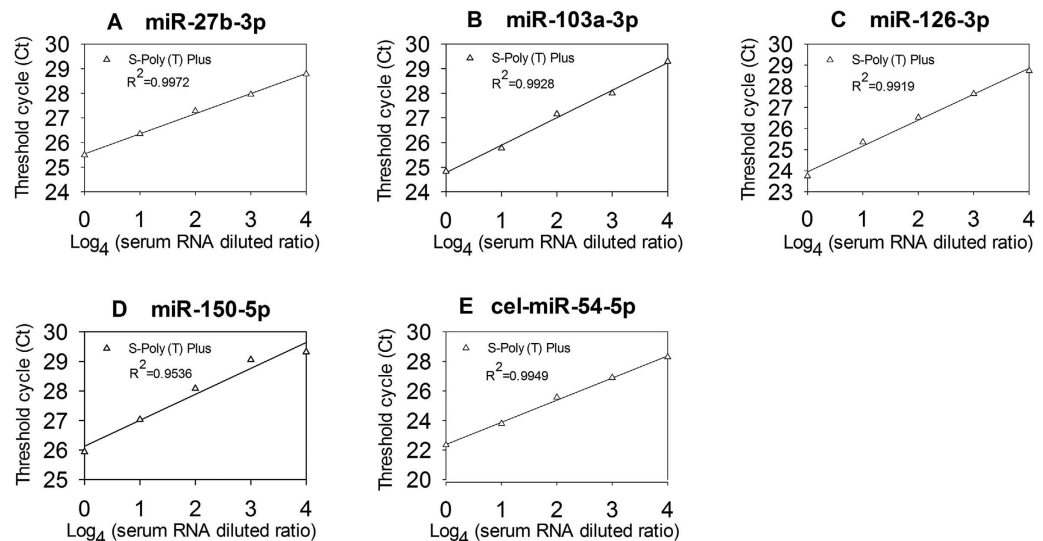 A miR-27b-3p
30
29
28
27
26
25
24
Threshold cycle (Ct)
S-Poly (T) Plus
R²=0.9972
0 1 2 3 4
Log₄ (serum RNA diluted ratio)
B miR-103a-3p
30
29
28
27
26
25
24
Threshold cycle (Ct)
S-Poly (T) Plus
R²=0.9928
0 1 2 3 4
Log₄ (serum RNA diluted ratio)
C miR-126-3p
30
29
28
27
26
25
24
23
Threshold cycle (Ct)
S-Poly (T) Plus
R²=0.9919
0 1 2 3 4
Log₄ (serum RNA diluted ratio)
D miR-150-5p
30
29
28
27
26
25
Threshold cycle (Ct)
S-Poly (T) Plus
R²=0.9536
0 1 2 3 4
Log₄ (serum RNA diluted ratio)
E cel-miR-54-5p
30
28
26
24
22
20
Threshold cycle (Ct)
S-Poly (T) Plus
R²=0.9949
0 1 2 3 4
Log₄ (serum RNA diluted ratio)